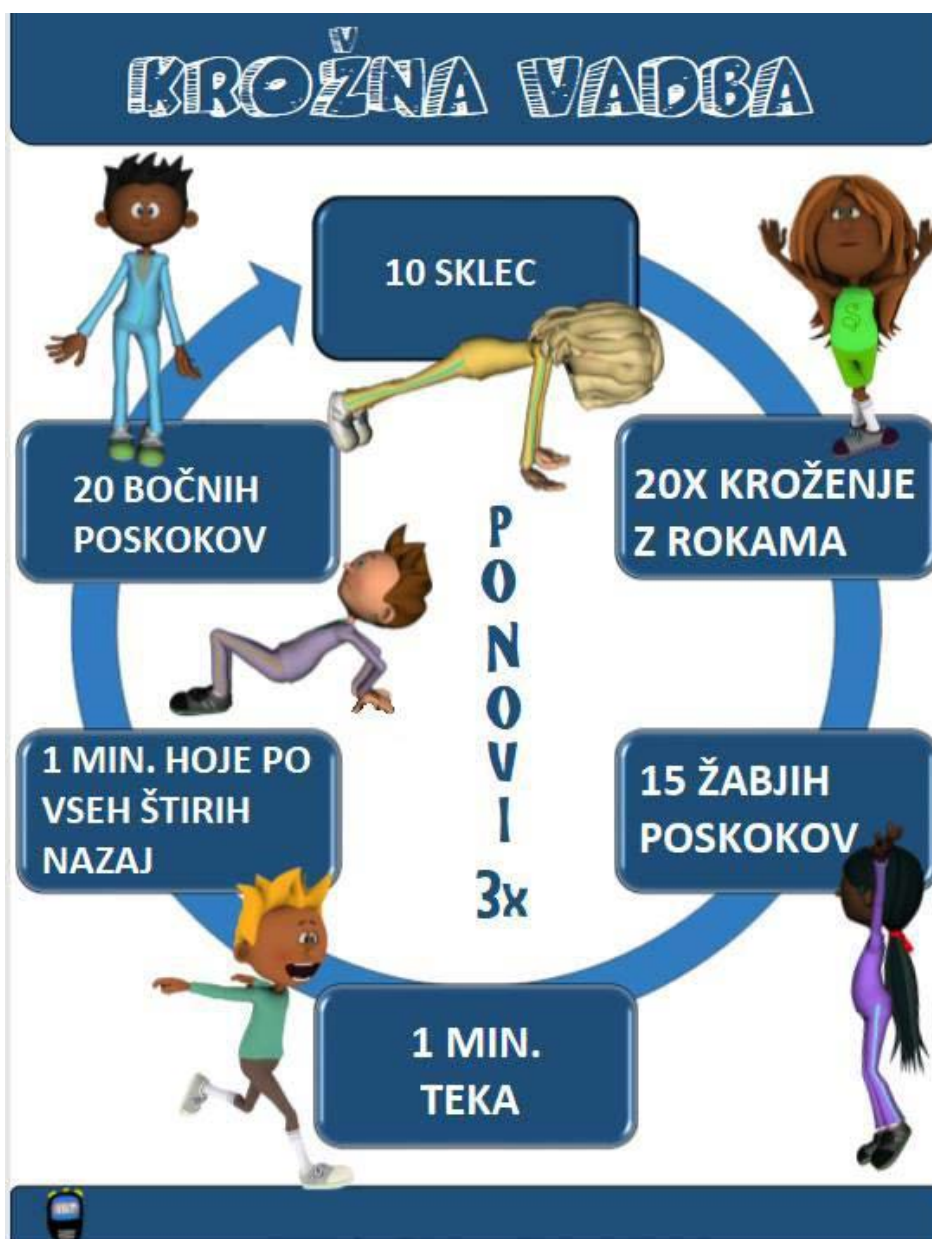 KROŽNA VADBA
10 SKLEC
20X KROŽENJE
Z ROKAMA
15 ŽABJIH
POSKOKOV
1 MIN.
TEKA
1 MIN. HOJE PO
VSEH ŠTIRIH
NAZAJ
20 BOČNIH
POSKOKOV
PONOVI
3x